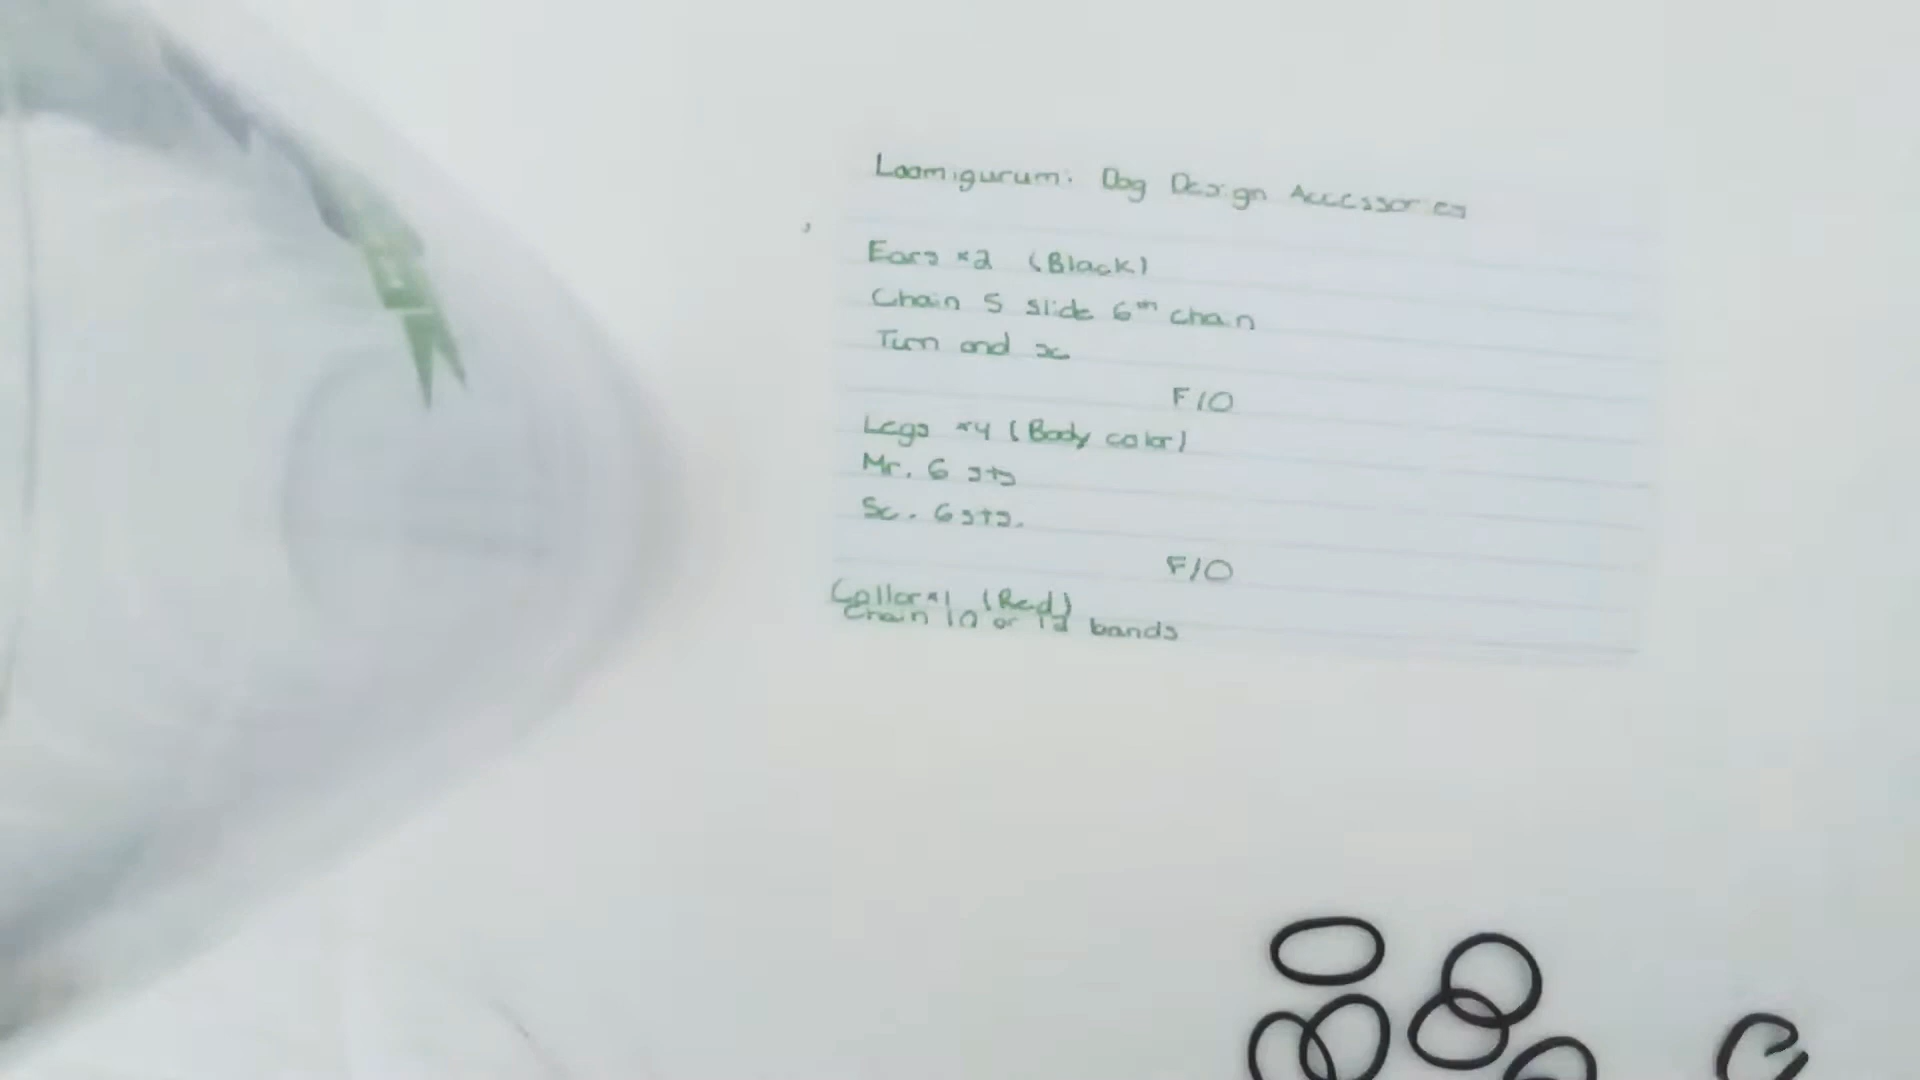 Loomigurumi Dog Design Accessories
Ears x2 (Black)
Chain 5 slide 6th chain
Turn and sc
F/O
Legs x4 (Body color)
Mr. 6 sts
Sc. 6 sts.
F/O
Collar x1 (Red)
Chain 10 or 12 bands